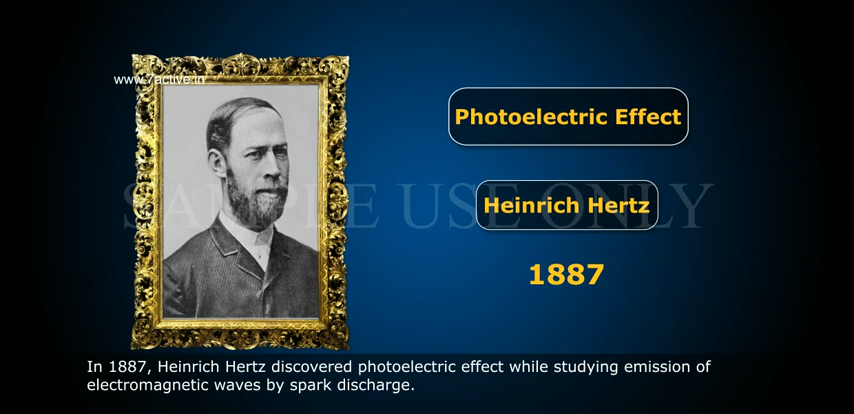 www.7active.in
Photoelectric Effect
SAMPLE USE ONLY
Heinrich Hertz
1887
In 1887, Heinrich Hertz discovered photoelectric effect while studying emission of
electromagnetic waves by spark discharge.